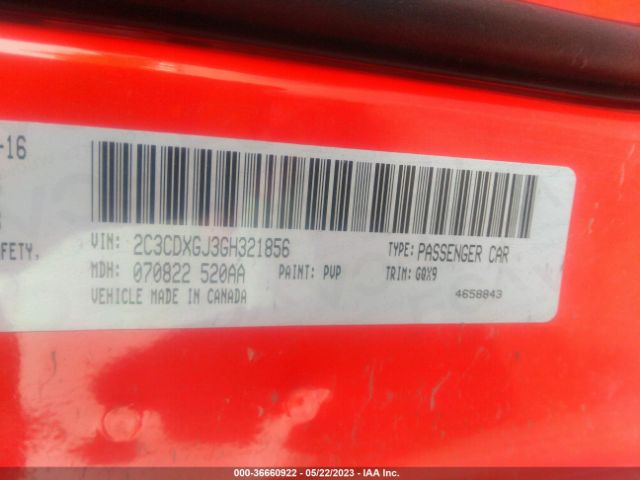 -16
VIN: 2C3CDXGJ3GH321856
TYPE: PASSENGER CAR
FETY.
MDH: 070822 520AA
PAINT: PVP
TRIM: GQX9
VEHICLE MADE IN CANADA
4658843
000-36660922 - 05/22/2023 - IAA Inc.